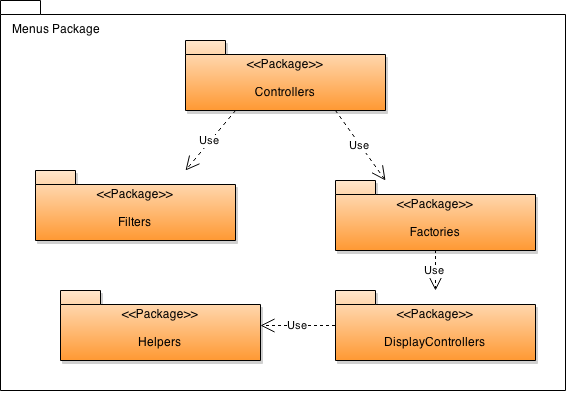 Menus Package
<<Package>>
Controllers
Use
Use
<<Package>>
Filters
<<Package>>
Factories
Use
<<Package>>
Helpers
Use
<<Package>>
DisplayControllers